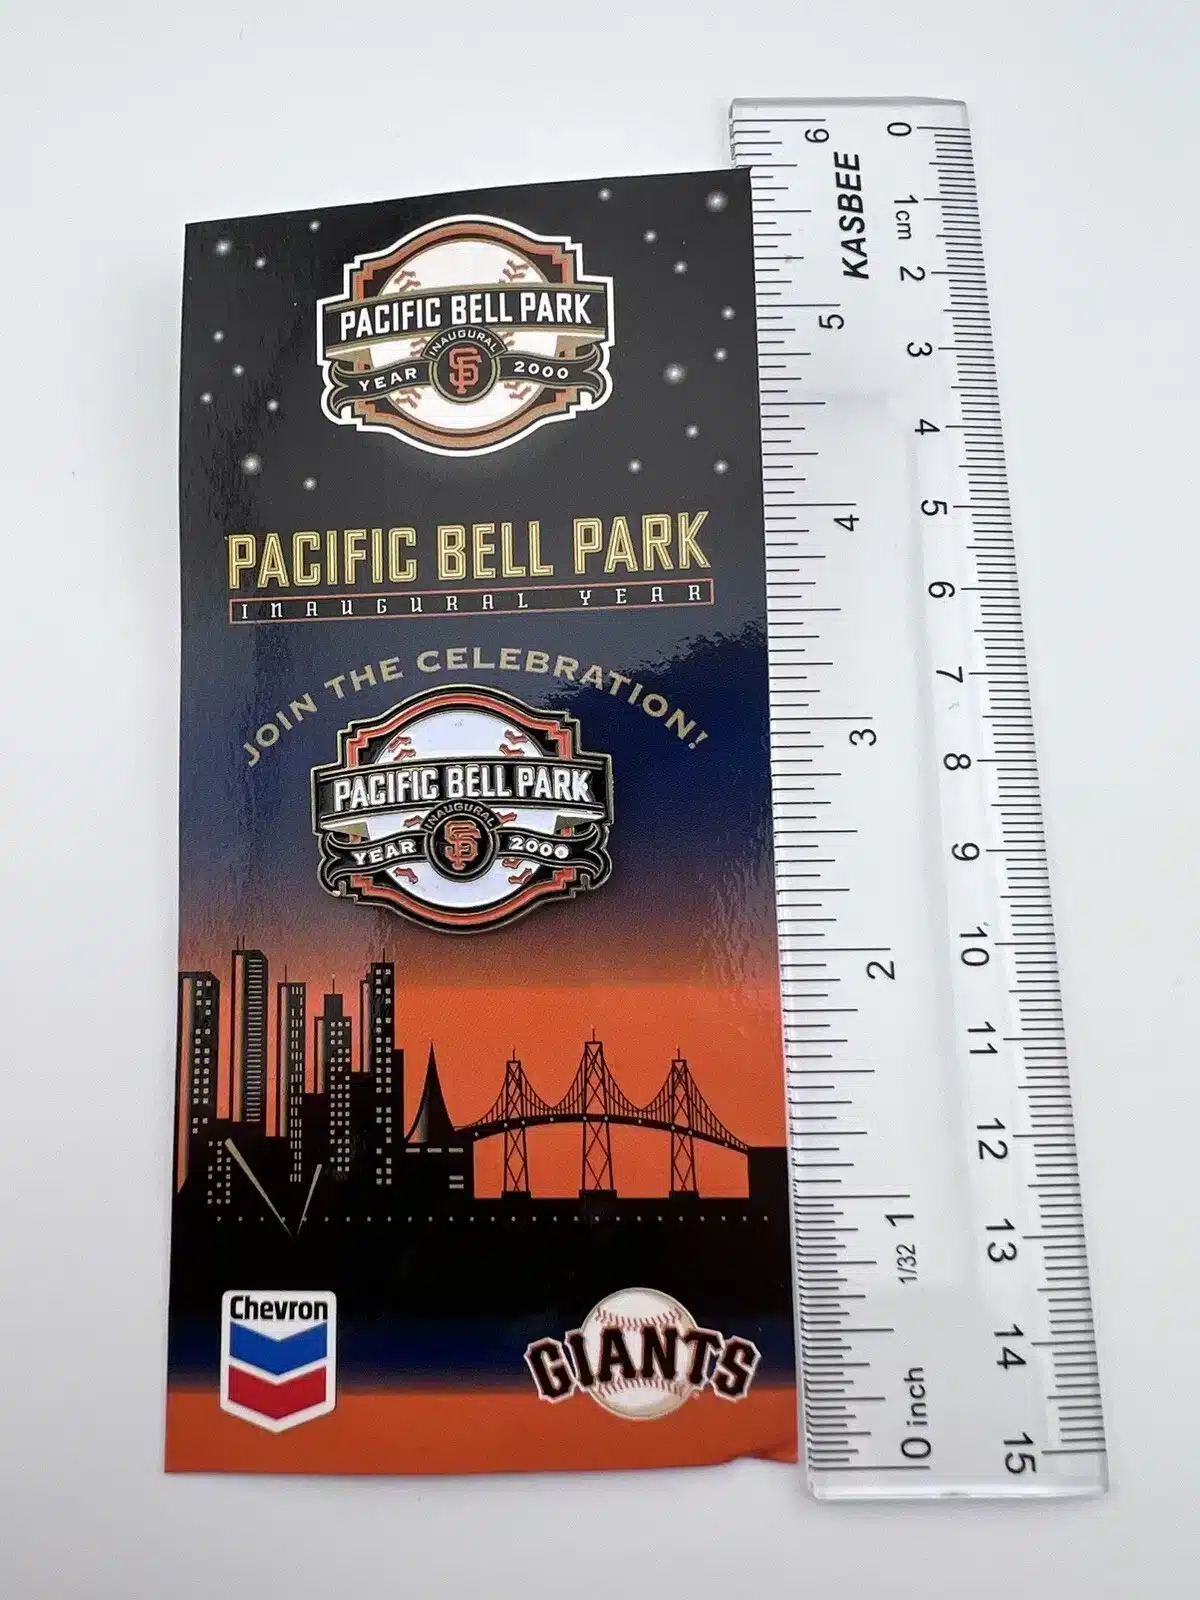 PACIFIC BELL PARK
INAUGURAL
YEAR SF 2000
PACIFIC BELL PARK
INAUGURAL YEAR
JOIN THE CELEBRATION!
PACIFIC BELL PARK
INAUGURAL
YEAR SF 2000
Chevron
GIANTS
KASBEE
0 1cm 2 3 4 5 6 7 8 9 10 11 12 13 14 15
6 5 4 3 2 1 0 inch
1/32